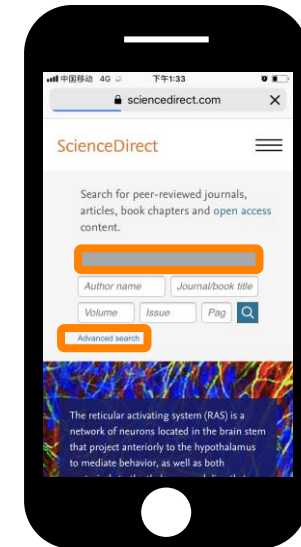 中国移动 4G 下午1:33
sciencedirect.com ×
ScienceDirect
Search for peer-reviewed journals,
articles, book chapters and open access
content.
Author name Journal/book title
Volume Issue Pag
Advanced search
The reticular activating system (RAS) is a
network of neurons located in the brain stem
that project anteriorly to the hypothalamus
to mediate behavior, as well as both